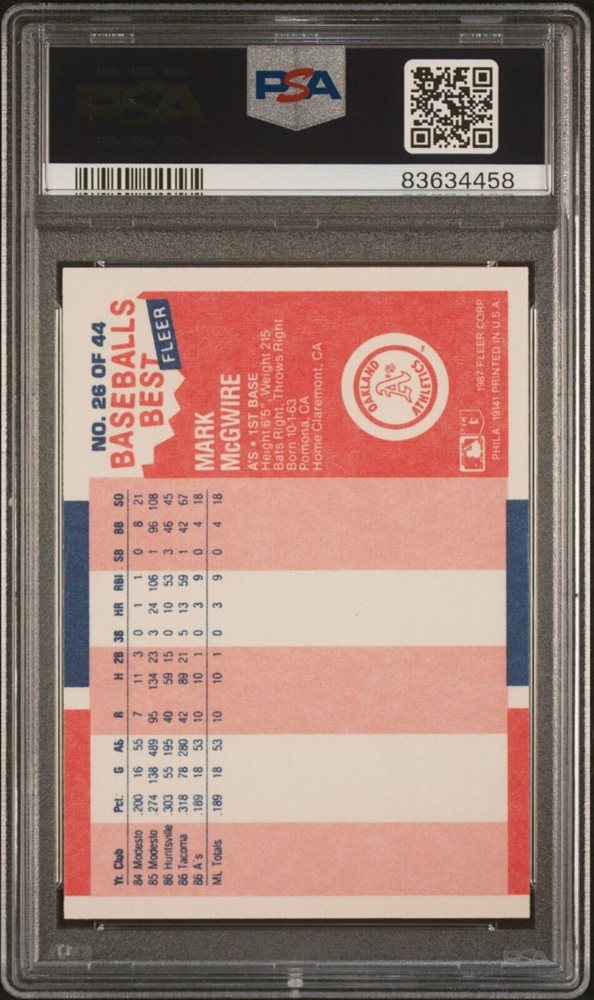 PSA
83634458
NO. 26 OF 44
BASEBALLS
BEST
FLEER
MARK
McGWIRE
A'S • 1ST BASE
Height 6'5", Weight 215
Bats Right, Throws Right
Born 10-1-63
Pomona, CA
Home Claremont, CA
OAKLAND
A's
ATHLETICS
TM
1987 FLEER CORP.
PHILA. 19141 PRINTED IN U.S.A.
Yr. Club Pct. G AB R H 2B 3B HR RBI SB BB SO
84 Modesto .200 16 55 7 11 3 0 1 1 0 8 21
85 Modesto .274 138 489 95 134 23 3 24 106 1 96 108
86 Huntsville .303 55 195 40 59 15 0 10 53 3 46 45
86 Tacoma .318 78 280 42 89 21 5 13 59 1 42 67
86 A's .189 18 53 10 10 1 0 3 9 0 4 18
ML Totals .189 18 53 10 10 1 0 3 9 0 4 18
PSA